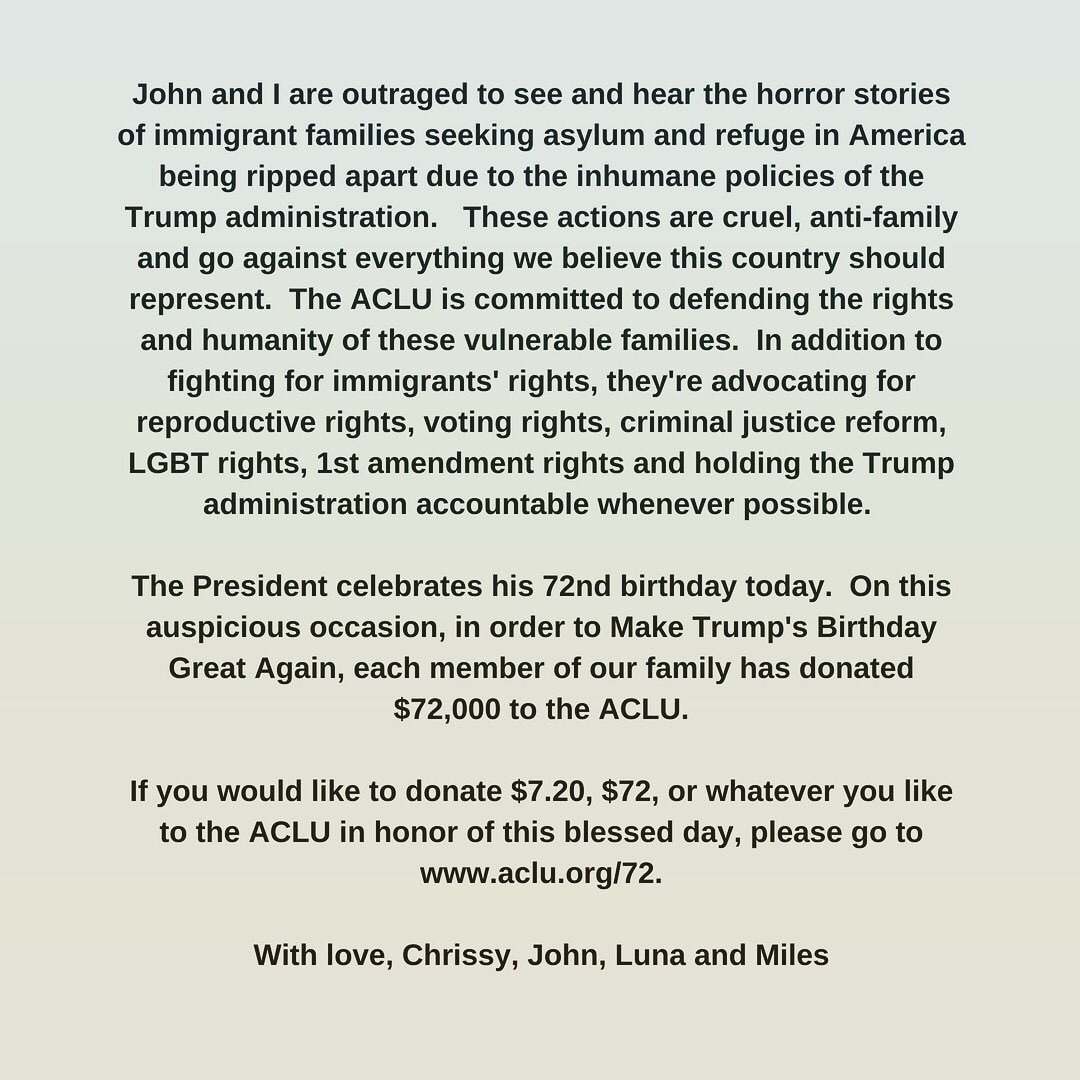 John and I are outraged to see and hear the horror stories
of immigrant families seeking asylum and refuge in America
being ripped apart due to the inhumane policies of the
Trump administration.   These actions are cruel, anti-family
and go against everything we believe this country should
represent.  The ACLU is committed to defending the rights
and humanity of these vulnerable families.  In addition to
fighting for immigrants' rights, they're advocating for
reproductive rights, voting rights, criminal justice reform,
LGBT rights, 1st amendment rights and holding the Trump
administration accountable whenever possible.
The President celebrates his 72nd birthday today.  On this
auspicious occasion, in order to Make Trump's Birthday
Great Again, each member of our family has donated
$72,000 to the ACLU.
If you would like to donate $7.20, $72, or whatever you like
to the ACLU in honor of this blessed day, please go to
www.aclu.org/72.
With love, Chrissy, John, Luna and Miles